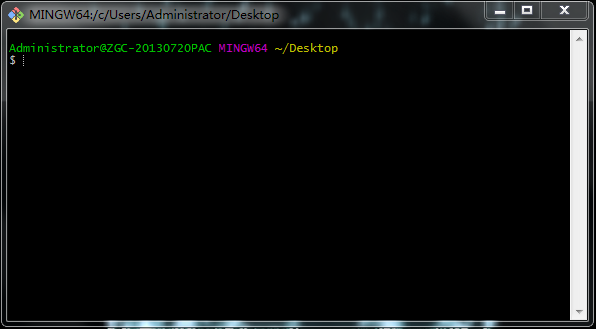 MINGW64:/c/Users/Administrator/Desktop
Administrator@ZGC-20130720PAC MINGW64 ~/Desktop
$